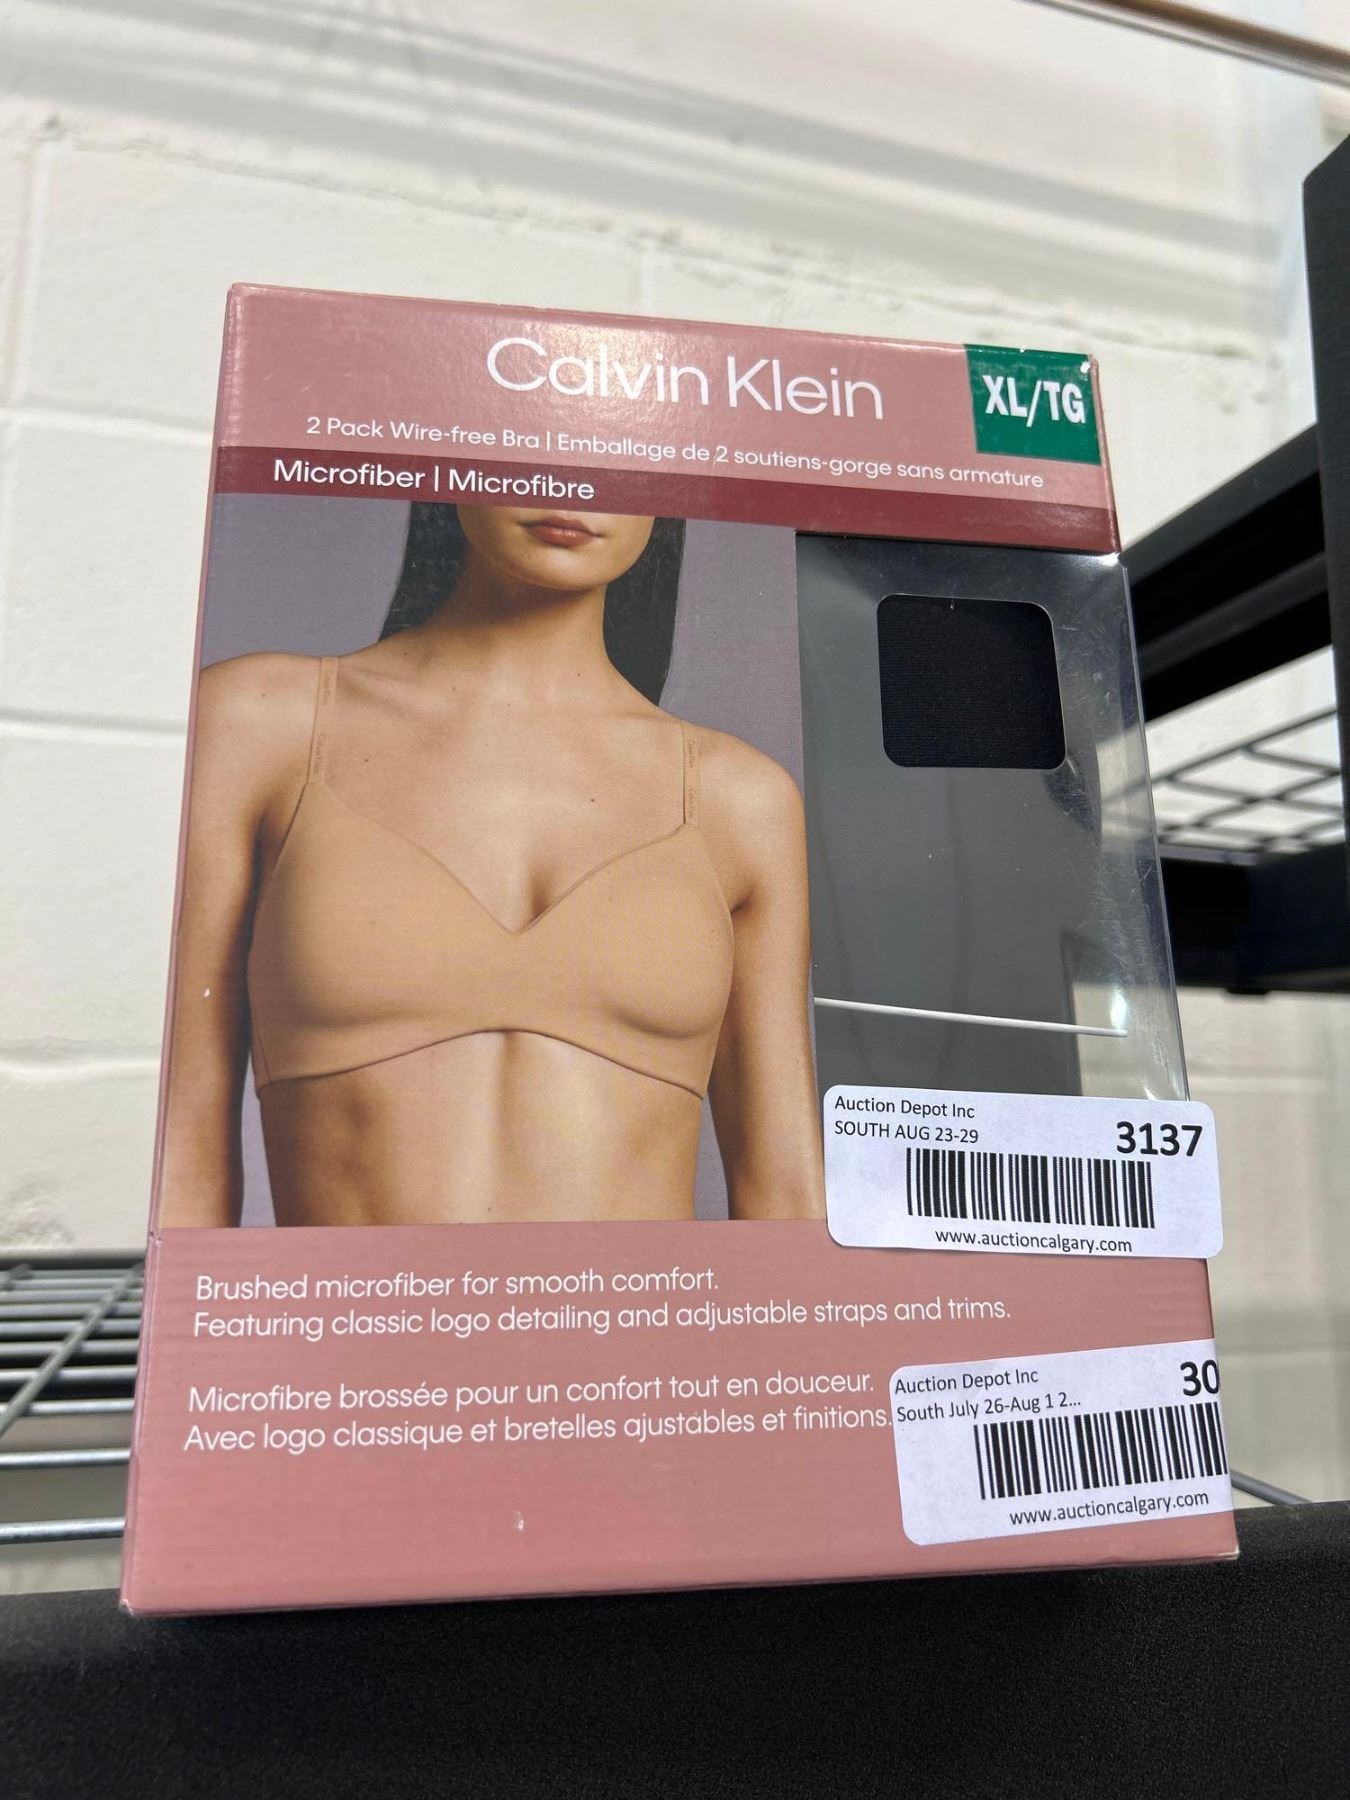 Calvin Klein
XL/TG
2 Pack Wire-free Bra | Emballage de 2 soutiens-gorge sans armature
Microfiber | Microfibre
Auction Depot Inc
SOUTH AUG 23-29
3137
www.auctioncalgary.com
Brushed microfiber for smooth comfort.
Featuring classic logo detailing and adjustable straps and trims.
Microfibre brossée pour un confort tout en douceur.
Avec logo classique et bretelles ajustables et finitions.
Auction Depot Inc
30
South July 26-Aug 1 2...
www.auctioncalgary.com